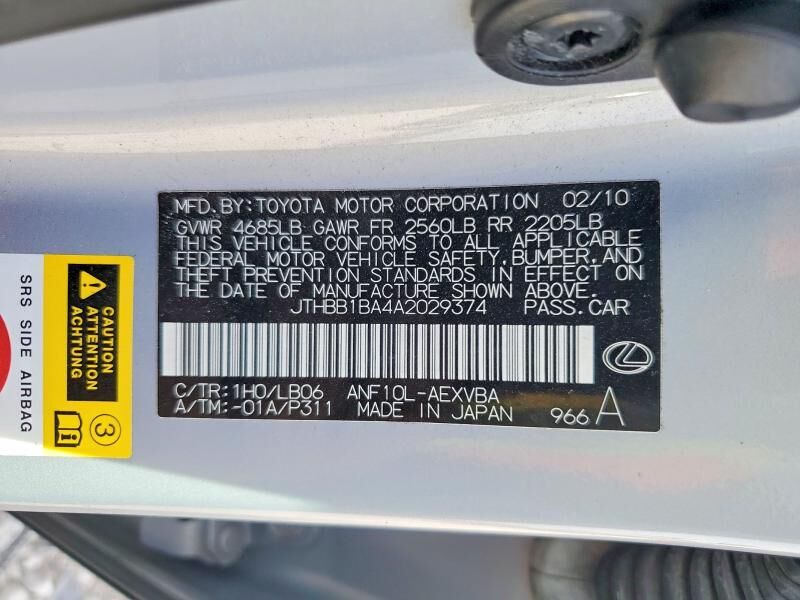 MFD. BY: TOYOTA MOTOR CORPORATION 02/10
GVWR 4685LB GAWR FR 2560LB RR 2205LB
THIS VEHICLE CONFORMS TO ALL APPLICABLE
FEDERAL MOTOR VEHICLE SAFETY, BUMPER, AND
THEFT PREVENTION STANDARDS IN EFFECT ON
THE DATE OF MANUFACTURE SHOWN ABOVE.
JTHBB1BA4A2029374 PASS. CAR
C/TR: 1H0/LB06 ANF10L-AEXVBA
A/TM: -01A/P311 MADE IN JAPAN 966 A
SRS SIDE AIRBAG
CAUTION
ATTENTION
ACHTUNG
3